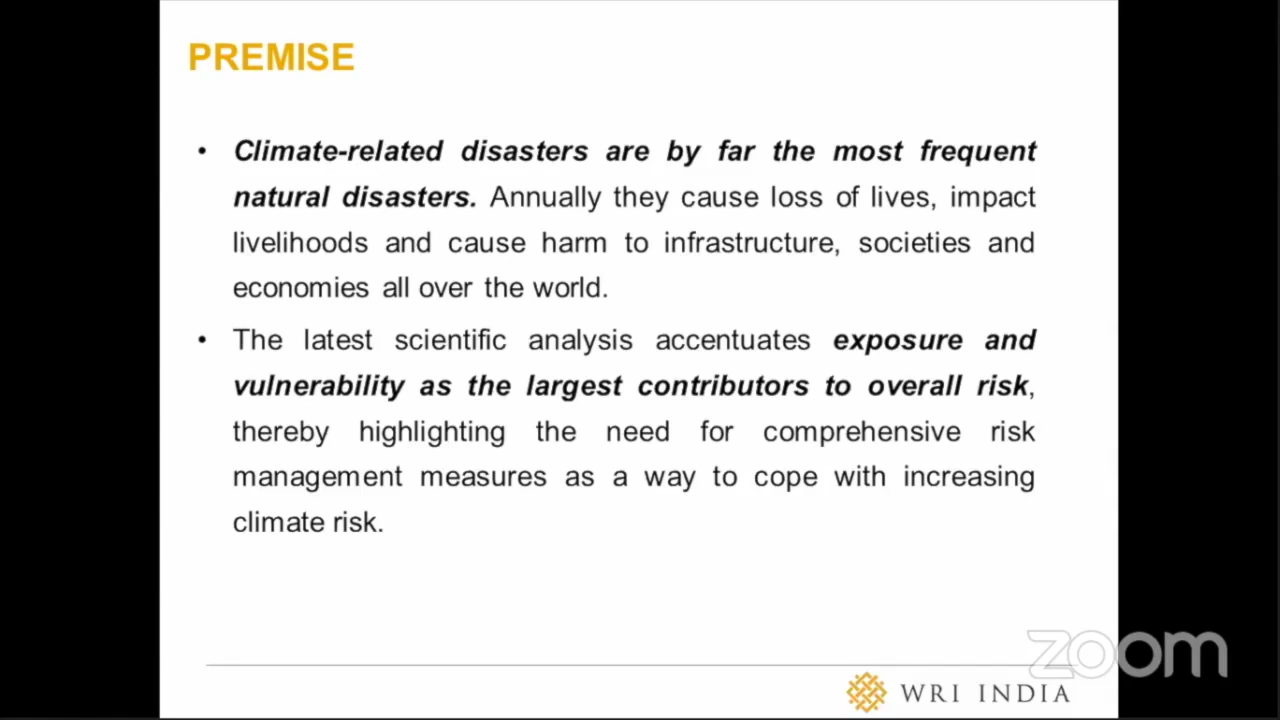 PREMISE
• Climate-related disasters are by far the most frequent
natural disasters. Annually they cause loss of lives, impact
livelihoods and cause harm to infrastructure, societies and
economies all over the world.
• The latest scientific analysis accentuates exposure and
vulnerability as the largest contributors to overall risk,
thereby highlighting the need for comprehensive risk
management measures as a way to cope with increasing
climate risk.
zoom
WRI INDIA